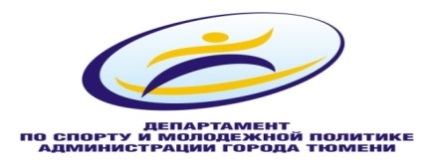 ДЕПАРТАМЕНТ
ПО СПОРТУ И МОЛОДЕЖНОЙ ПОЛИТИКЕ
АДМИНИСТРАЦИИ ГОРОДА ТЮМЕНИ